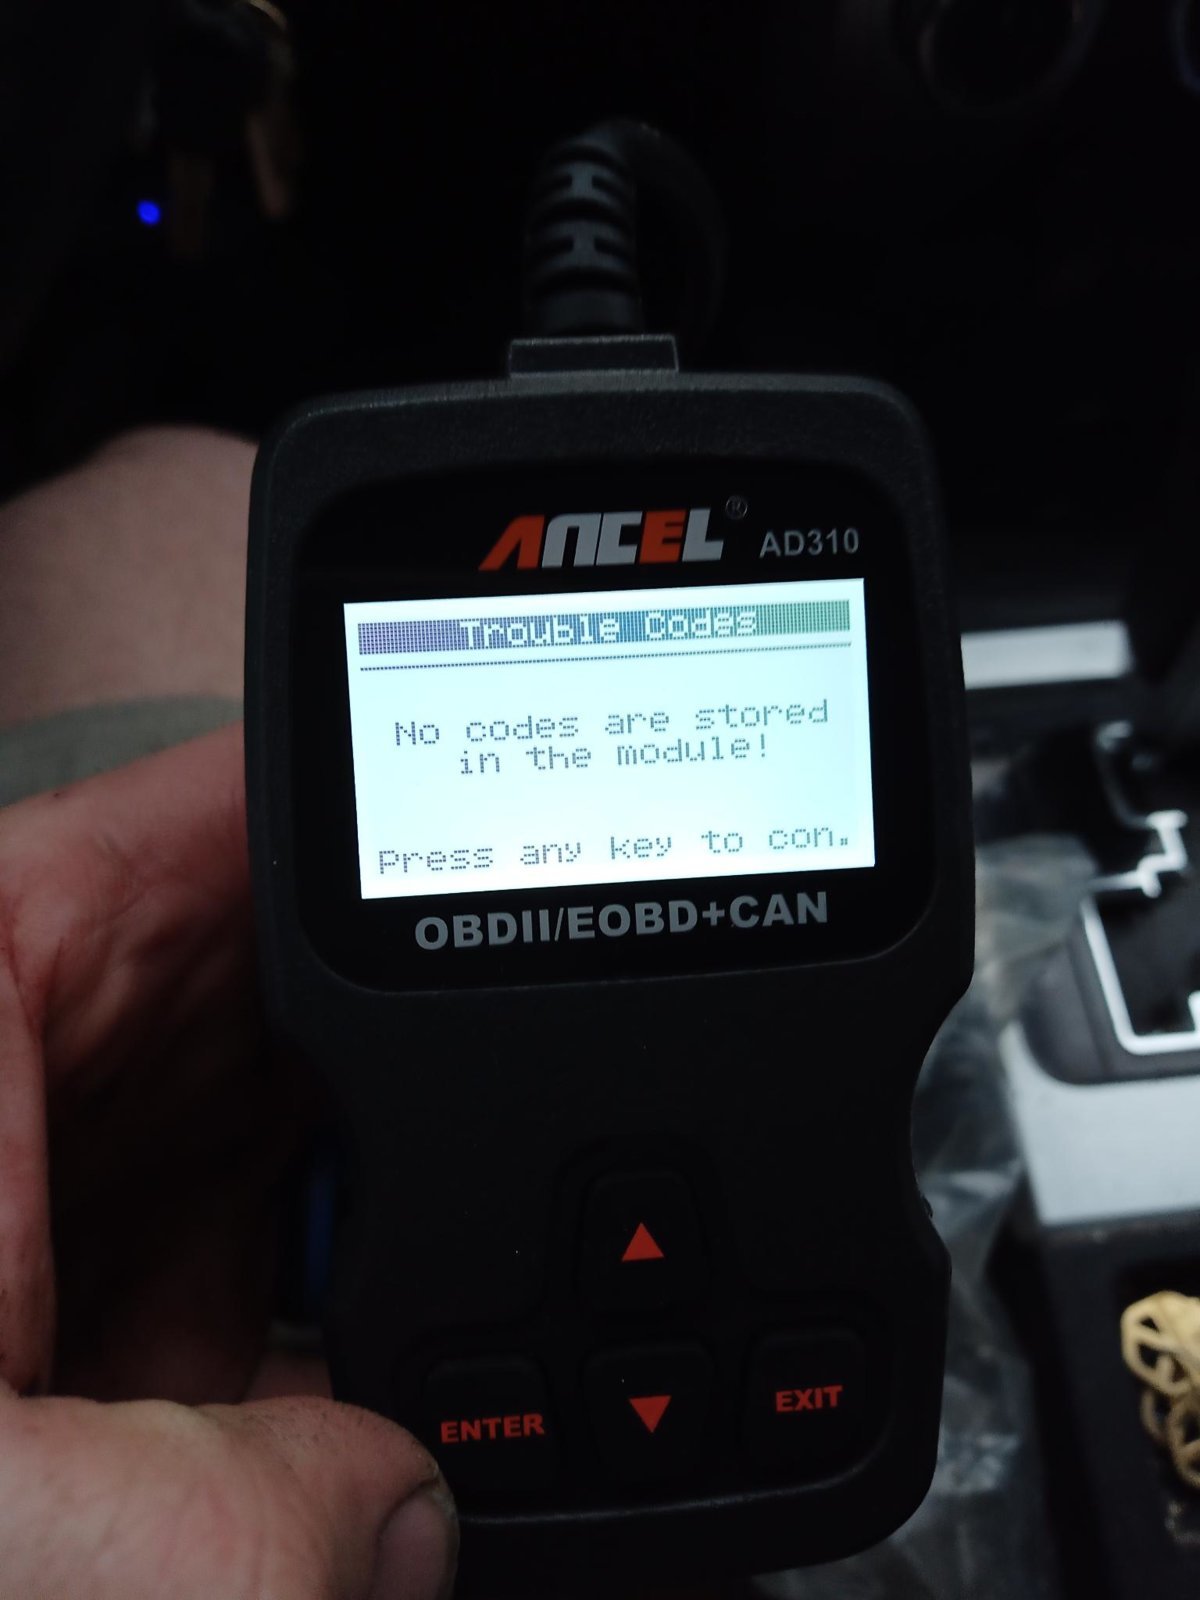 ANCEL® AD310
Trouble Codes
No codes are stored
in the module!
Press any key to con.
OBDII/EOBD+CAN
ENTER
EXIT